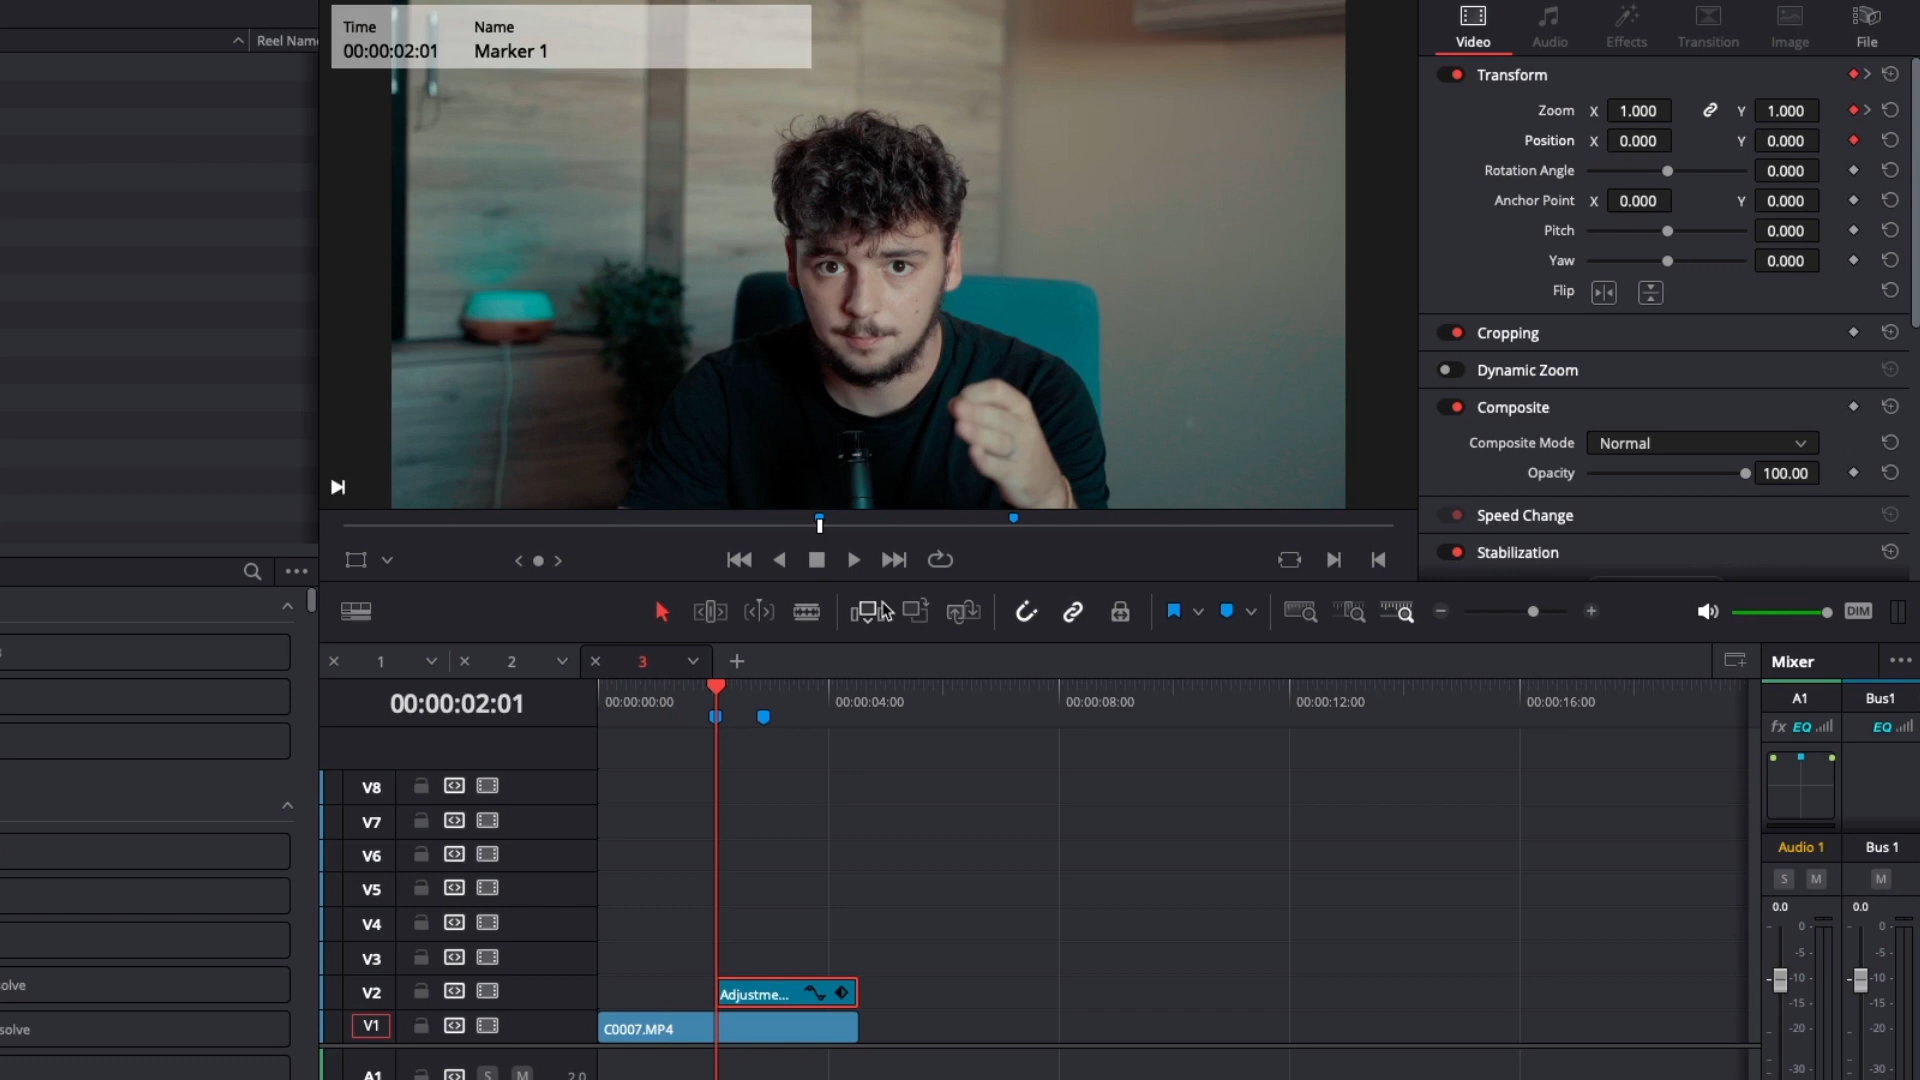 Reel Name
Time
Name
00:00:02:01
Marker 1
Video
Audio
Effects
Transition
Image
File
Transform
Zoom X 1.000 Y 1.000
Position X 0.000 Y 0.000
Rotation Angle 0.000
Anchor Point X 0.000 Y 0.000
Pitch 0.000
Yaw 0.000
Flip
Cropping
Dynamic Zoom
Composite
Composite Mode Normal
Opacity 100.00
Speed Change
Stabilization
DIM
1
2
3
Mixer
00:00:02:01
00:00:00:00
00:00:04:00
00:00:08:00
00:00:12:00
00:00:16:00
A1
Bus1
fx EQ
EQ
V8
V7
V6
V5
V4
V3
V2
Adjustme...
V1
C0007.MP4
A1
S M
2.0
olve
solve
Audio 1
Bus 1
S M
M
0.0
0.0
0-
-5-
-10-
-15-
-20-
-30-
0-
-5-
-10-
-15-
-20-
-30-